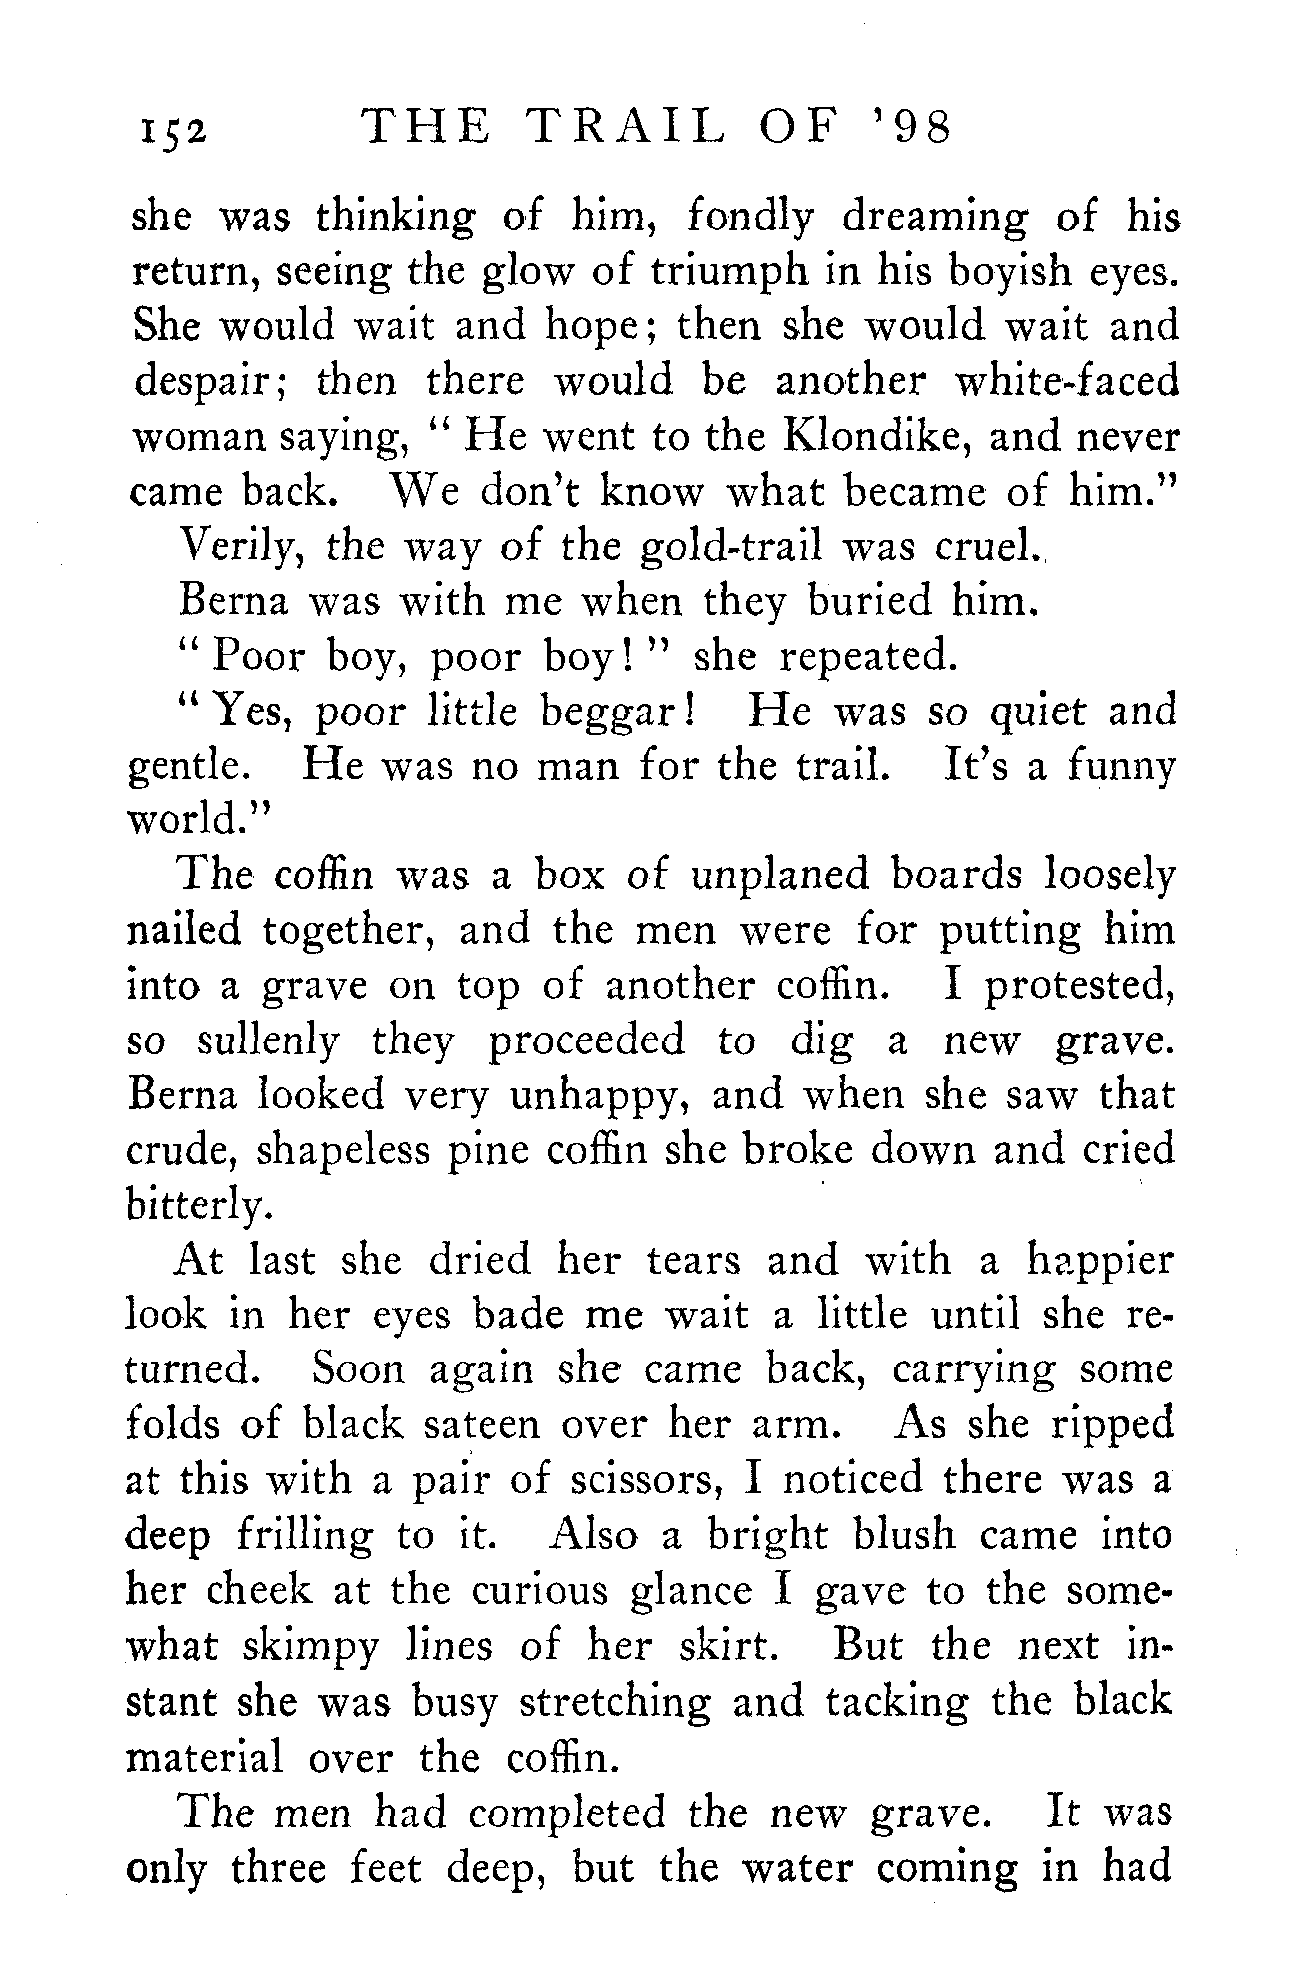 152 THE TRAIL OF '98
she was thinking of him, fondly dreaming of his
return, seeing the glow of triumph in his boyish eyes.
She would wait and hope; then she would wait and
despair; then there would be another white-faced
woman saying, " He went to the Klondike, and never
came back. We don't know what became of him."
Verily, the way of the gold-trail was cruel.
Berna was with me when they buried him.
" Poor boy, poor boy! " she repeated.
" Yes, poor little beggar! He was so quiet and
gentle. He was no man for the trail. It's a funny
world."
The coffin was a box of unplaned boards loosely
nailed together, and the men were for putting him
into a grave on top of another coffin. I protested,
so sullenly they proceeded to dig a new grave.
Berna looked very unhappy, and when she saw that
crude, shapeless pine coffin she broke down and cried
bitterly.
At last she dried her tears and with a happier
look in her eyes bade me wait a little until she re-
turned. Soon again she came back, carrying some
folds of black sateen over her arm. As she ripped
at this with a pair of scissors, I noticed there was a
deep frilling to it. Also a bright blush came into
her cheek at the curious glance I gave to the some-
what skimpy lines of her skirt. But the next in-
stant she was busy stretching and tacking the black
material over the coffin.
The men had completed the new grave. It was
only three feet deep, but the water coming in had